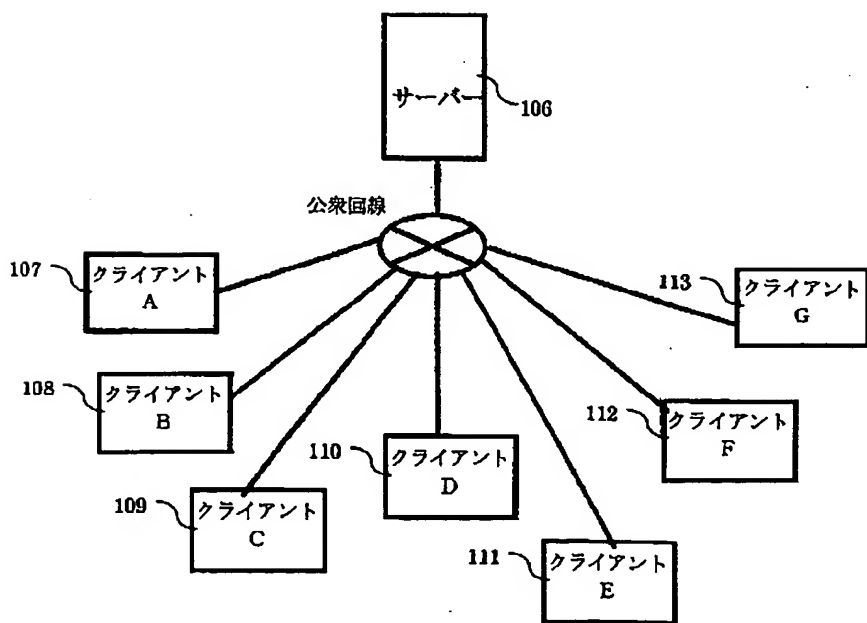 サーバー
106
公衆回線
107
クライアント
A
113
クライアント
G
108
クライアント
B
112
クライアント
F
110
クライアント
D
109
クライアント
C
111
クライアント
E